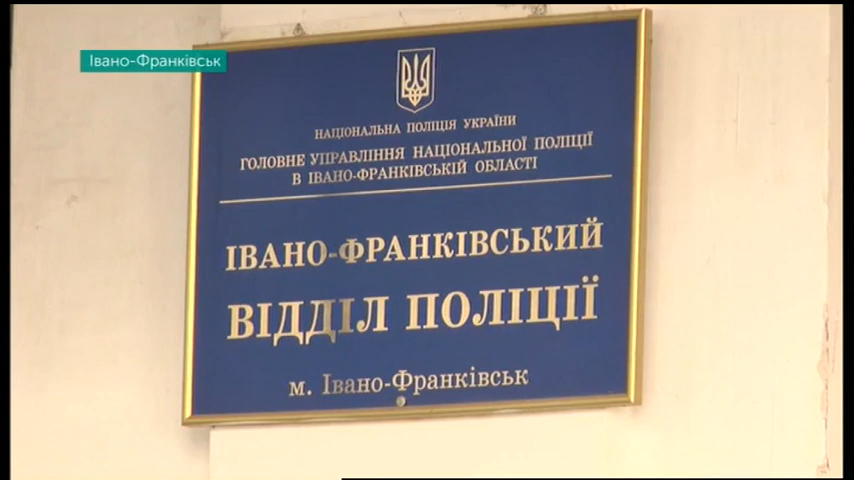 Івано-Франківськ
НАЦІОНАЛЬНА ПОЛІЦІЯ УКРАЇНИ
ГОЛОВНЕ УПРАВЛІННЯ НАЦІОНАЛЬНОЇ ПОЛІЦІЇ
В ІВАНО-ФРАНКІВСЬКІЙ ОБЛАСТІ
ІВАНО-ФРАНКІВСЬКИЙ
ВІДДІЛ ПОЛІЦІЇ
м. Івано-Франківськ